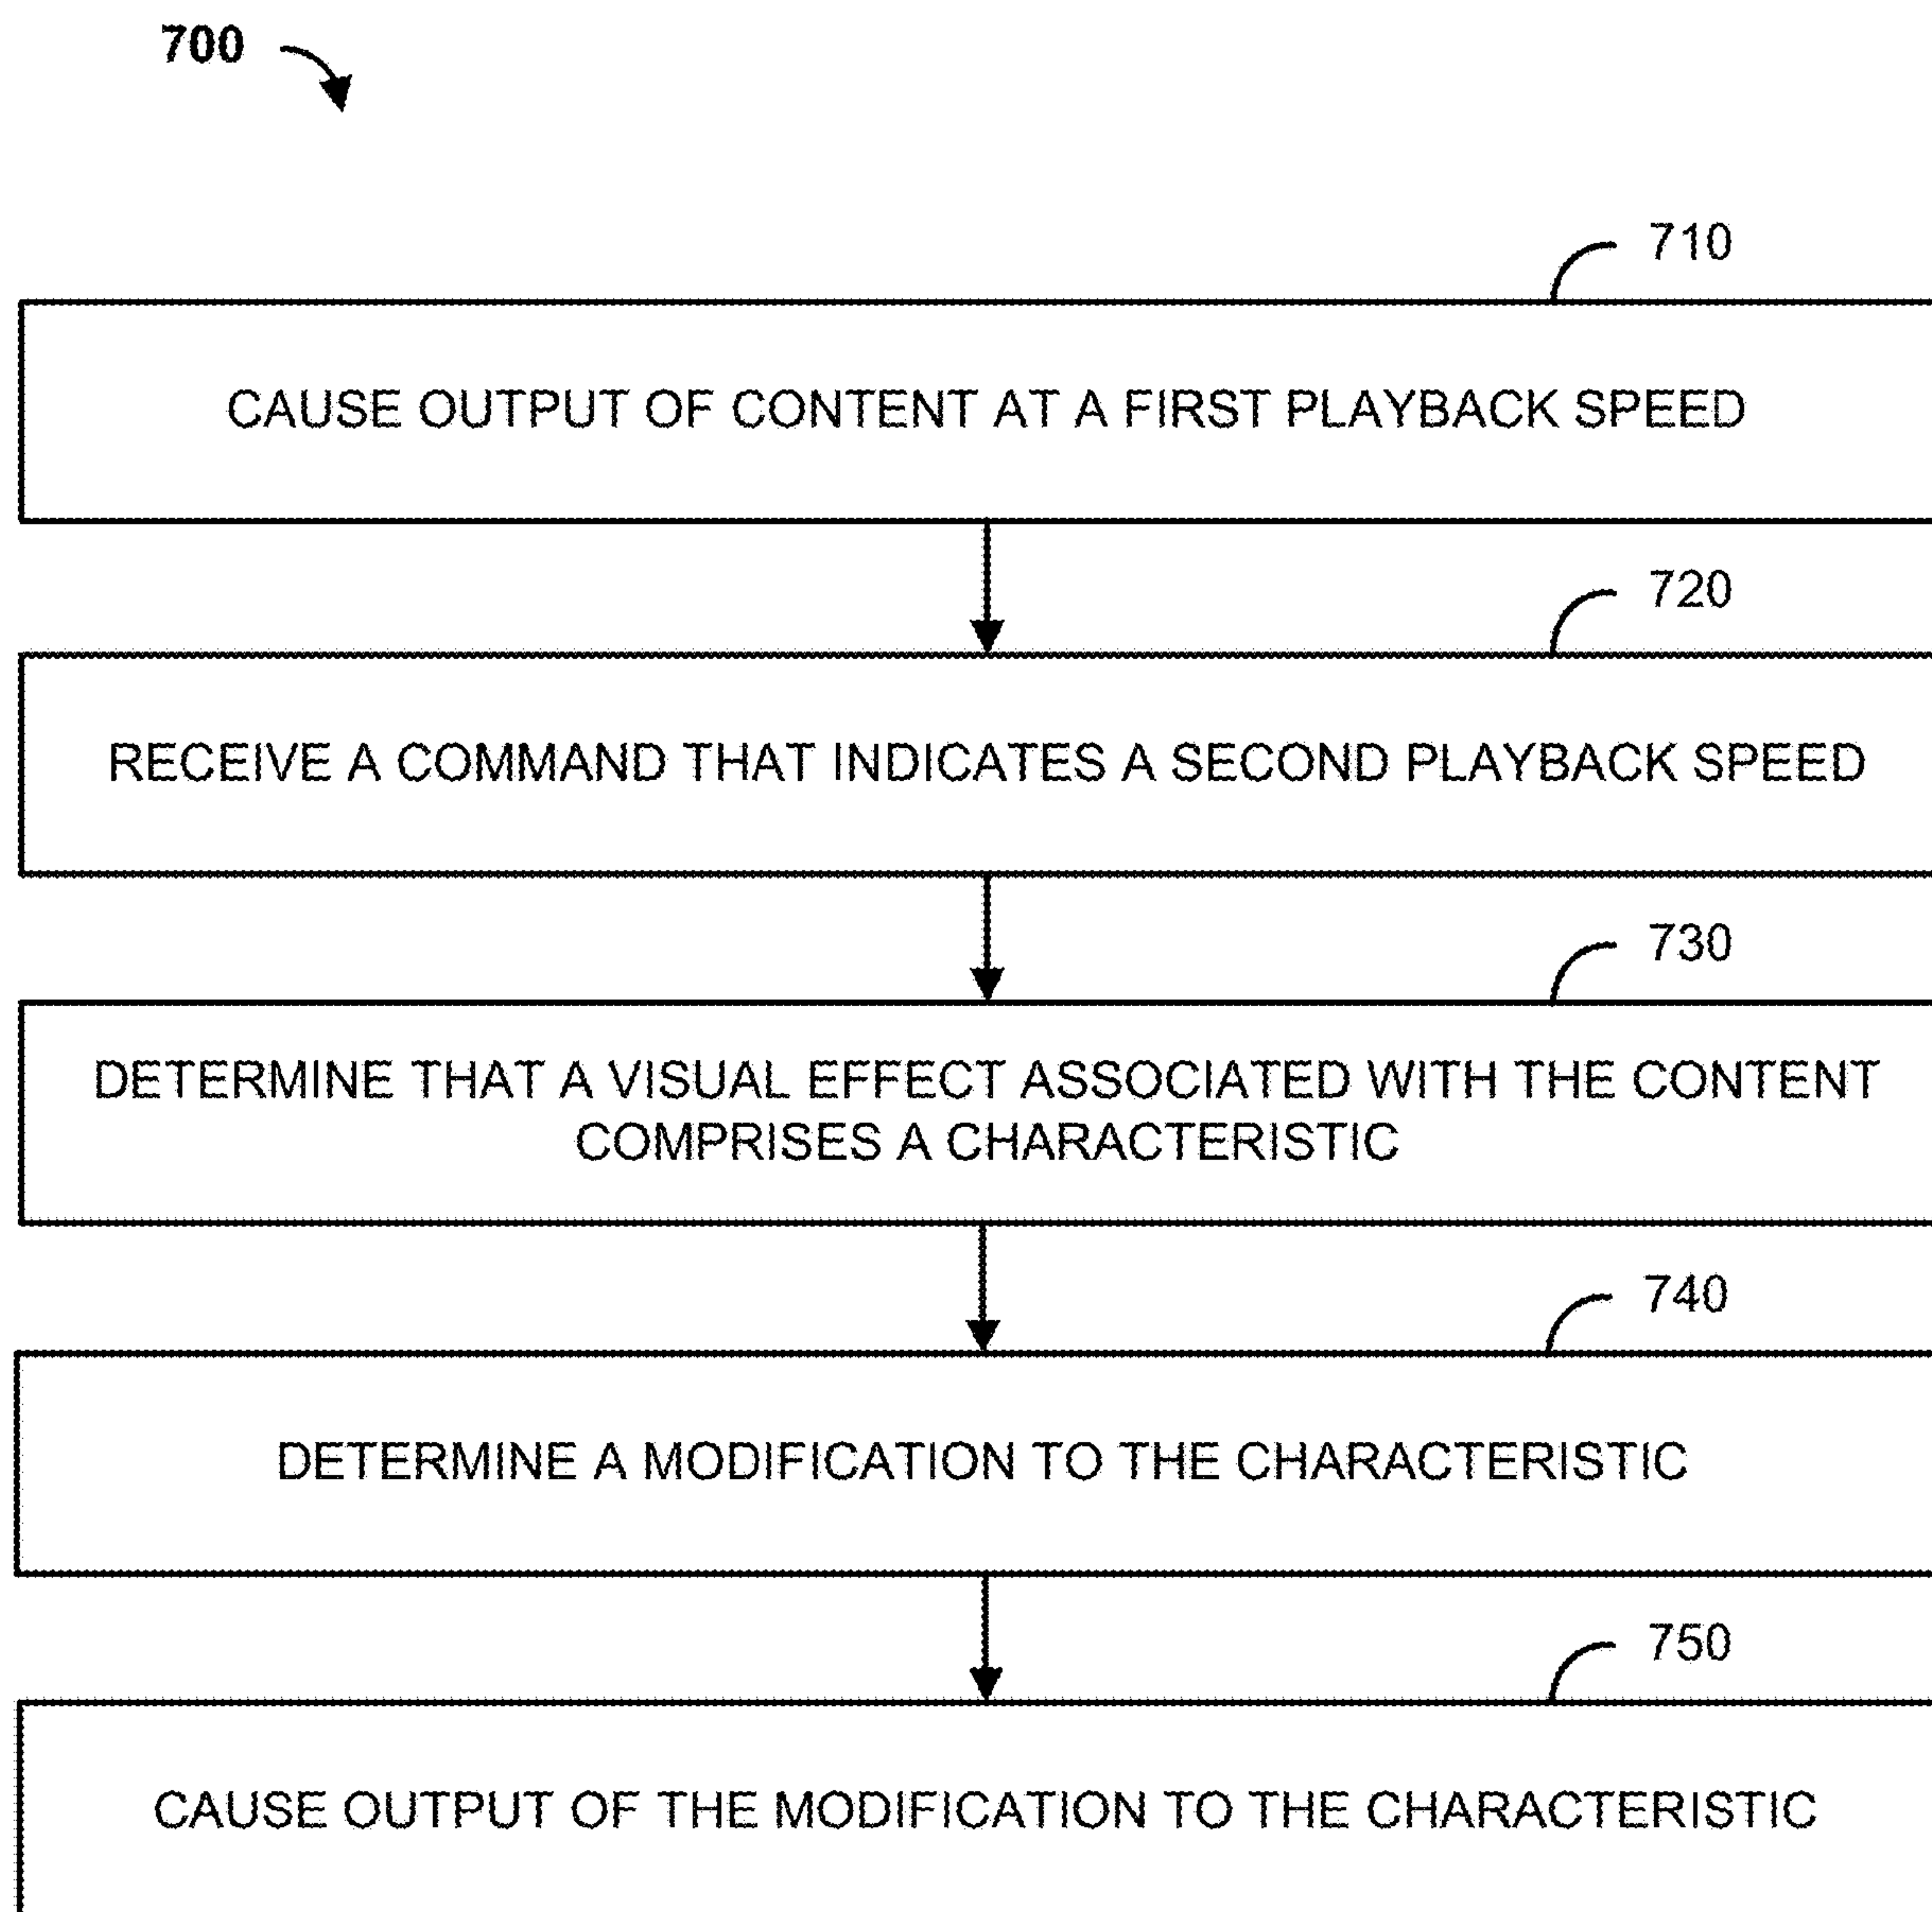 700
710
CAUSE OUTPUT OF CONTENT AT A FIRST PLAYBACK SPEED
720
RECEIVE A COMMAND THAT INDICATES A SECOND PLAYBACK SPEED
730
DETERMINE THAT A VISUAL EFFECT ASSOCIATED WITH THE CONTENT
COMPRISES A CHARACTERISTIC
740
DETERMINE A MODIFICATION TO THE CHARACTERISTIC
750
CAUSE OUTPUT OF THE MODIFICATION TO THE CHARACTERISTIC